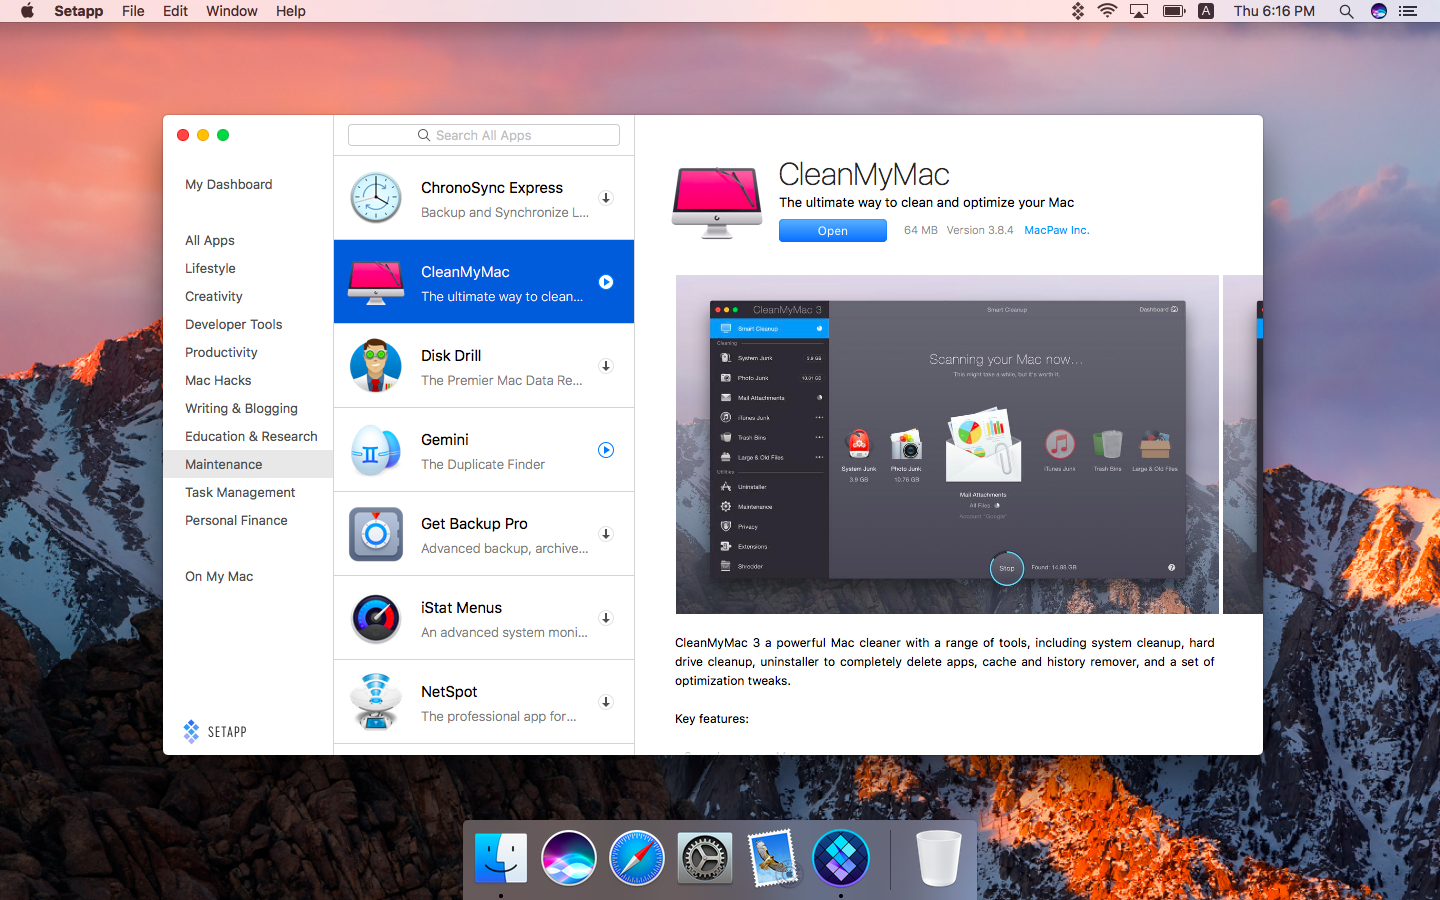 Setapp File Edit Window Help
A Thu 6:16 PM
Search All Apps
My Dashboard
All Apps
Lifestyle
Creativity
Developer Tools
Productivity
Mac Hacks
Writing & Blogging
Education & Research
Maintenance
Task Management
Personal Finance
On My Mac
SETAPP
ChronoSync Express
Backup and Synchronize L...
CleanMyMac
The ultimate way to clean...
Disk Drill
The Premier Mac Data Re...
Gemini
The Duplicate Finder
Get Backup Pro
Advanced backup, archive...
iStat Menus
An advanced system moni...
NetSpot
The professional app for...
CleanMyMac
The ultimate way to clean and optimize your Mac
Open 64 MB Version 3.8.4 MacPaw Inc.
CleanMyMac 3 Smart Cleanup Dashboard
Smart Cleanup
Cleaning
System Junk 3.9 GB
Photo Junk 10.01 GB
Mail Attachments
iTunes Junk
Trash Bins
Large & Old Files
Utilities
Uninstaller
Maintenance
Privacy
Extensions
Shredder
Scanning your Mac now...
This might take a while, but it's worth it.
System Junk
3.9 GB
Photo Junk
10.76 GB
Mail Attachments
All Files
Account "Google"
iTunes Junk
Trash Bins
Large & Old Files
Stop
Found: 14.66 GB
CleanMyMac 3 a powerful Mac cleaner with a range of tools, including system cleanup, hard
drive cleanup, uninstaller to completely delete apps, cache and history remover, and a set of
optimization tweaks.
Key features: